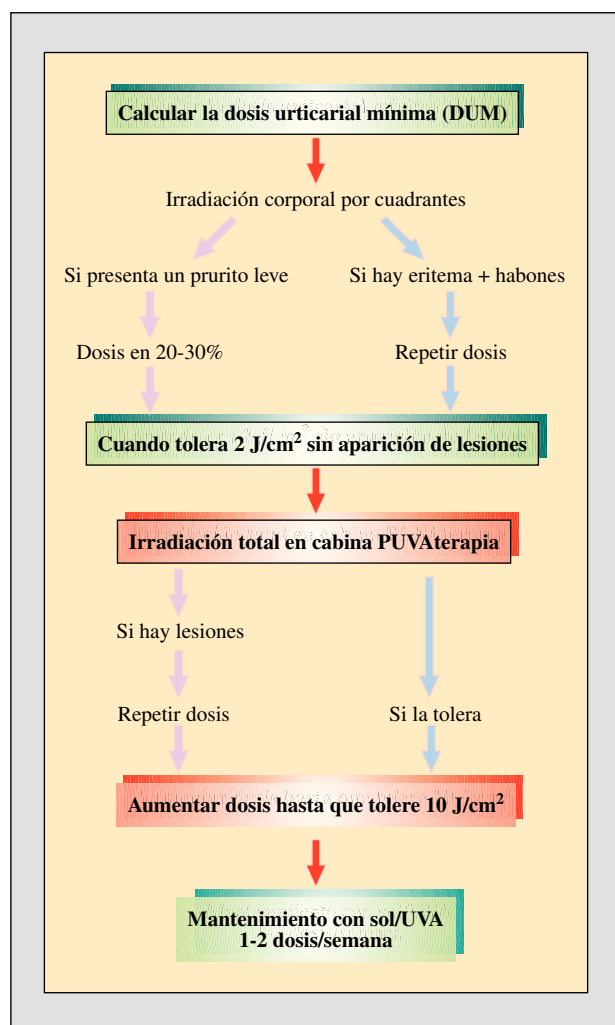 Calcular la dosis urticarial mínima (DUM)
Irradiación corporal por cuadrantes
Si presenta un prurito leve
Si hay eritema + habones
Dosis en 20-30%
Repetir dosis
Cuando tolera 2 J/cm² sin aparición de lesiones
Irradiación total en cabina PUVAterapia
Si hay lesiones
Repetir dosis
Si la tolera
Aumentar dosis hasta que tolere 10 J/cm²
Mantenimiento con sol/UVA
1-2 dosis/semana